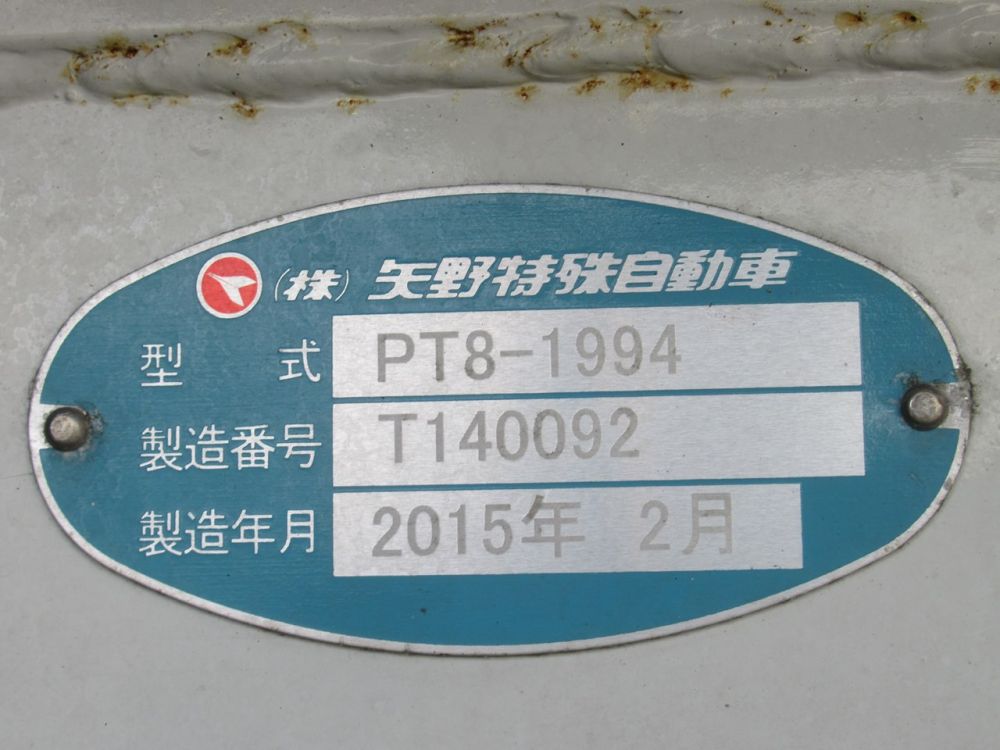 (株)矢野特殊自動車
型 式 PT8-1994
製造番号 T140092
製造年月 2015年 2月